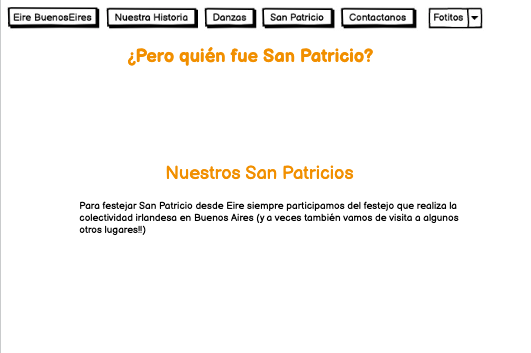 Eire BuenosEires Nuestra Historia Danzas San Patricio Contactanos Fotitos
¿Pero quién fue San Patricio?
Nuestros San Patricios
Para festejar San Patricio desde Eire siempre participamos del festejo que realiza la
colectividad irlandesa en Buenos Aires (y a veces también vamos de visita a algunos
otros lugares!!)